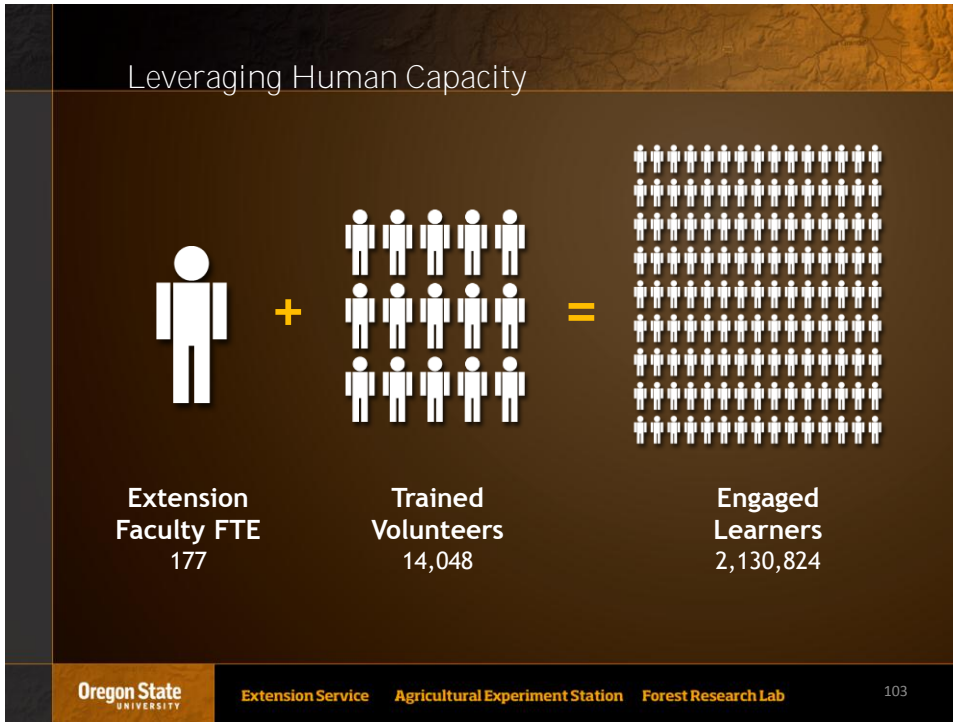 Leveraging Human Capacity
+
=
Extension
Faculty FTE
177
Trained
Volunteers
14,048
Engaged
Learners
2,130,824
Oregon State
UNIVERSITY
Extension Service Agricultural Experiment Station Forest Research Lab
103